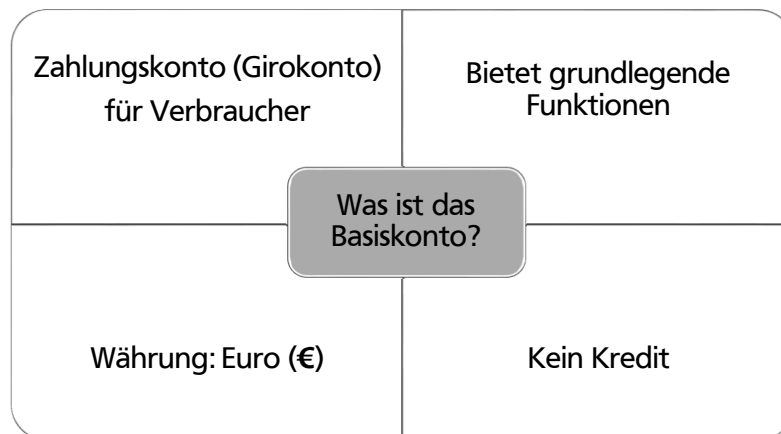 Zahlungskonto (Girokonto)
für Verbraucher
Bietet grundlegende
Funktionen
Was ist das
Basiskonto?
Währung: Euro (€)
Kein Kredit